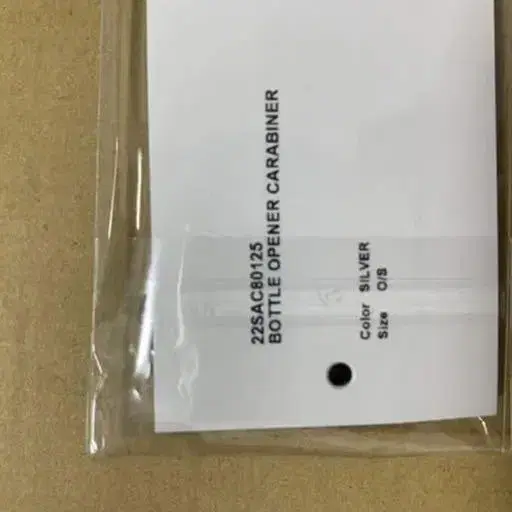 22SAC80125
BOTTLE OPENER CARABINER
Color SILVER
Size O/S